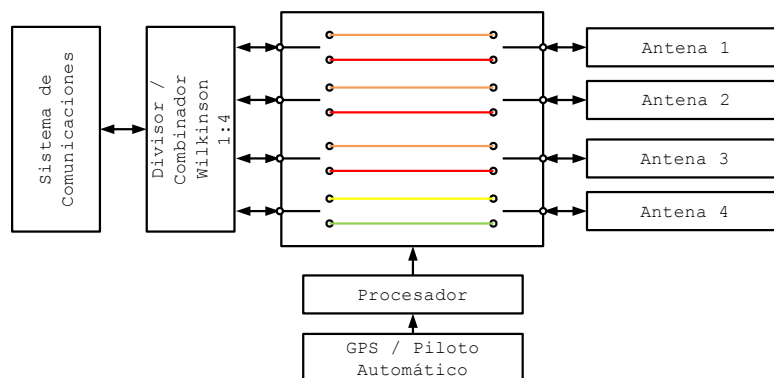 Sistema de
Comunicaciones
Divisor /
Combinador
Wilkinson
1:4
Antena 1
Antena 2
Antena 3
Antena 4
Procesador
GPS / Piloto
Automático